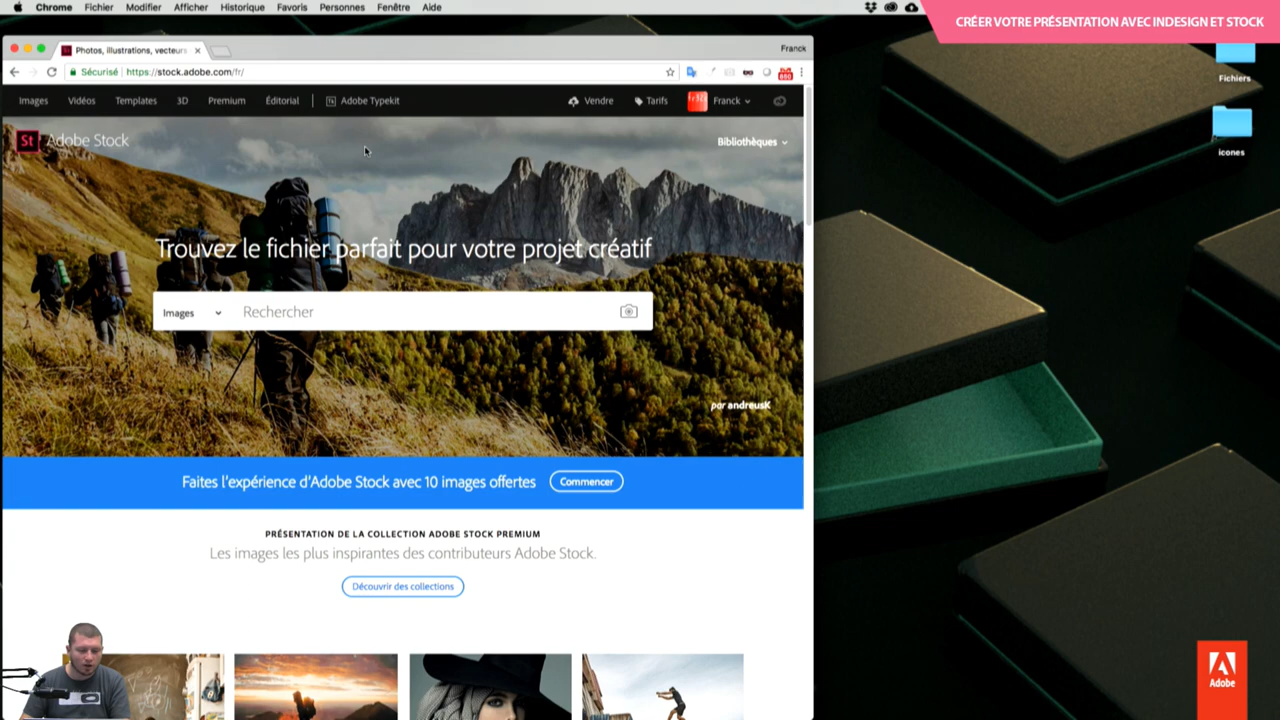 Chrome Fichier Modifier Afficher Historique Favoris Personnes Fenêtre Aide
CRÉER VOTRE PRÉSENTATION AVEC INDESIGN ET STOCK
Photos, illustrations, vecteurs
Franck
Sécurisé https://stock.adobe.com/fr/
Fichiers
Images Vidéos Templates 3D Premium Éditorial Adobe Typekit Vendre Tarifs Franck
St Adobe Stock
Bibliothèques
icones
Trouvez le fichier parfait pour votre projet créatif
Images Rechercher
par andreusK
Faites l'expérience d'Adobe Stock avec 10 images offertes Commencer
PRÉSENTATION DE LA COLLECTION ADOBE STOCK PREMIUM
Les images les plus inspirantes des contributeurs Adobe Stock.
Découvrir des collections
Adobe